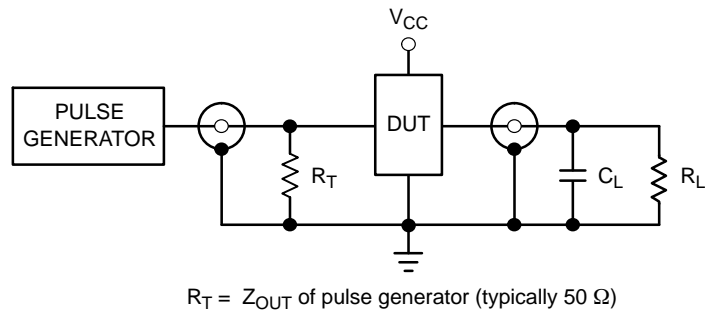 VCC
PULSE
GENERATOR
DUT
RT
CL
RL
RT = ZOUT of pulse generator (typically 50 Ω)